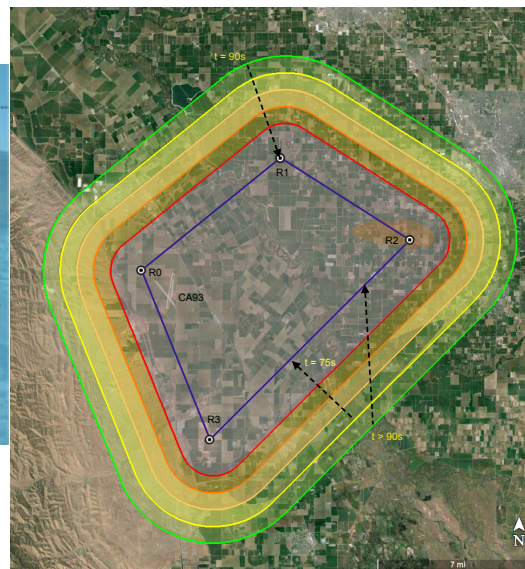 t = 90s
R1
R2
R0
CA93
t = 75s
R3
t > 90s
N
7 mi